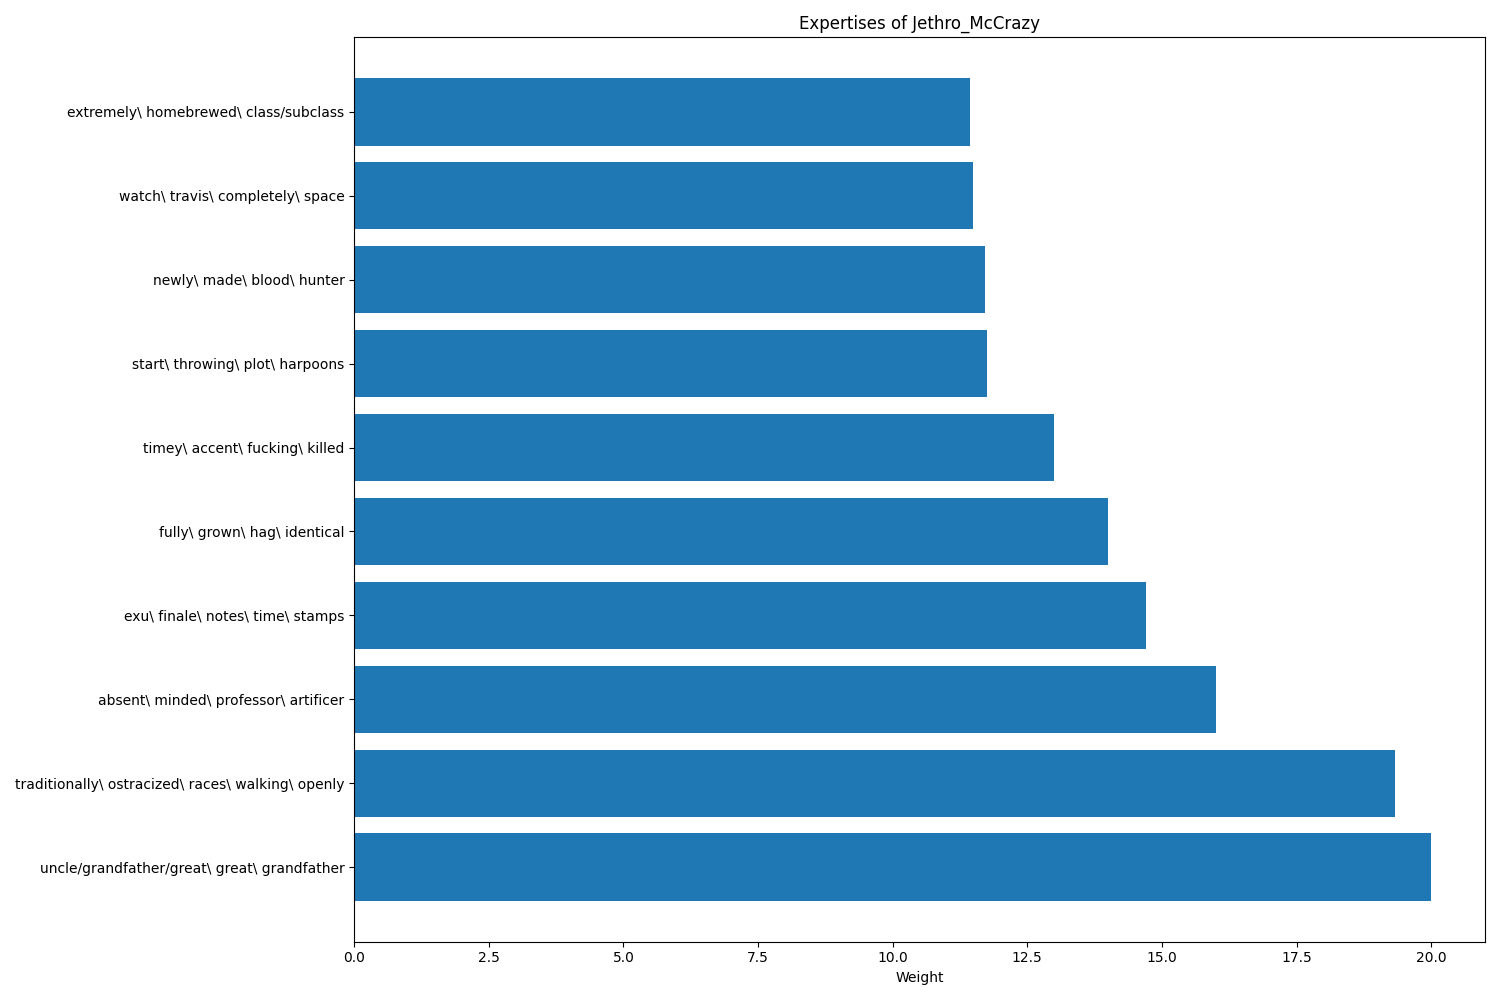 Expertises of Jethro_McCrazy
extremely\ homebrewed\ class/subclass
watch\ travis\ completely\ space
newly\ made\ blood\ hunter
start\ throwing\ plot\ harpoons
timey\ accent\ fucking\ killed
fully\ grown\ hag\ identical
exu\ finale\ notes\ time\ stamps
absent\ minded\ professor\ artificer
traditionally\ ostracized\ races\ walking\ openly
uncle/grandfather/great\ great\ grandfather
0.0 2.5 5.0 7.5 10.0 12.5 15.0 17.5 20.0
Weight